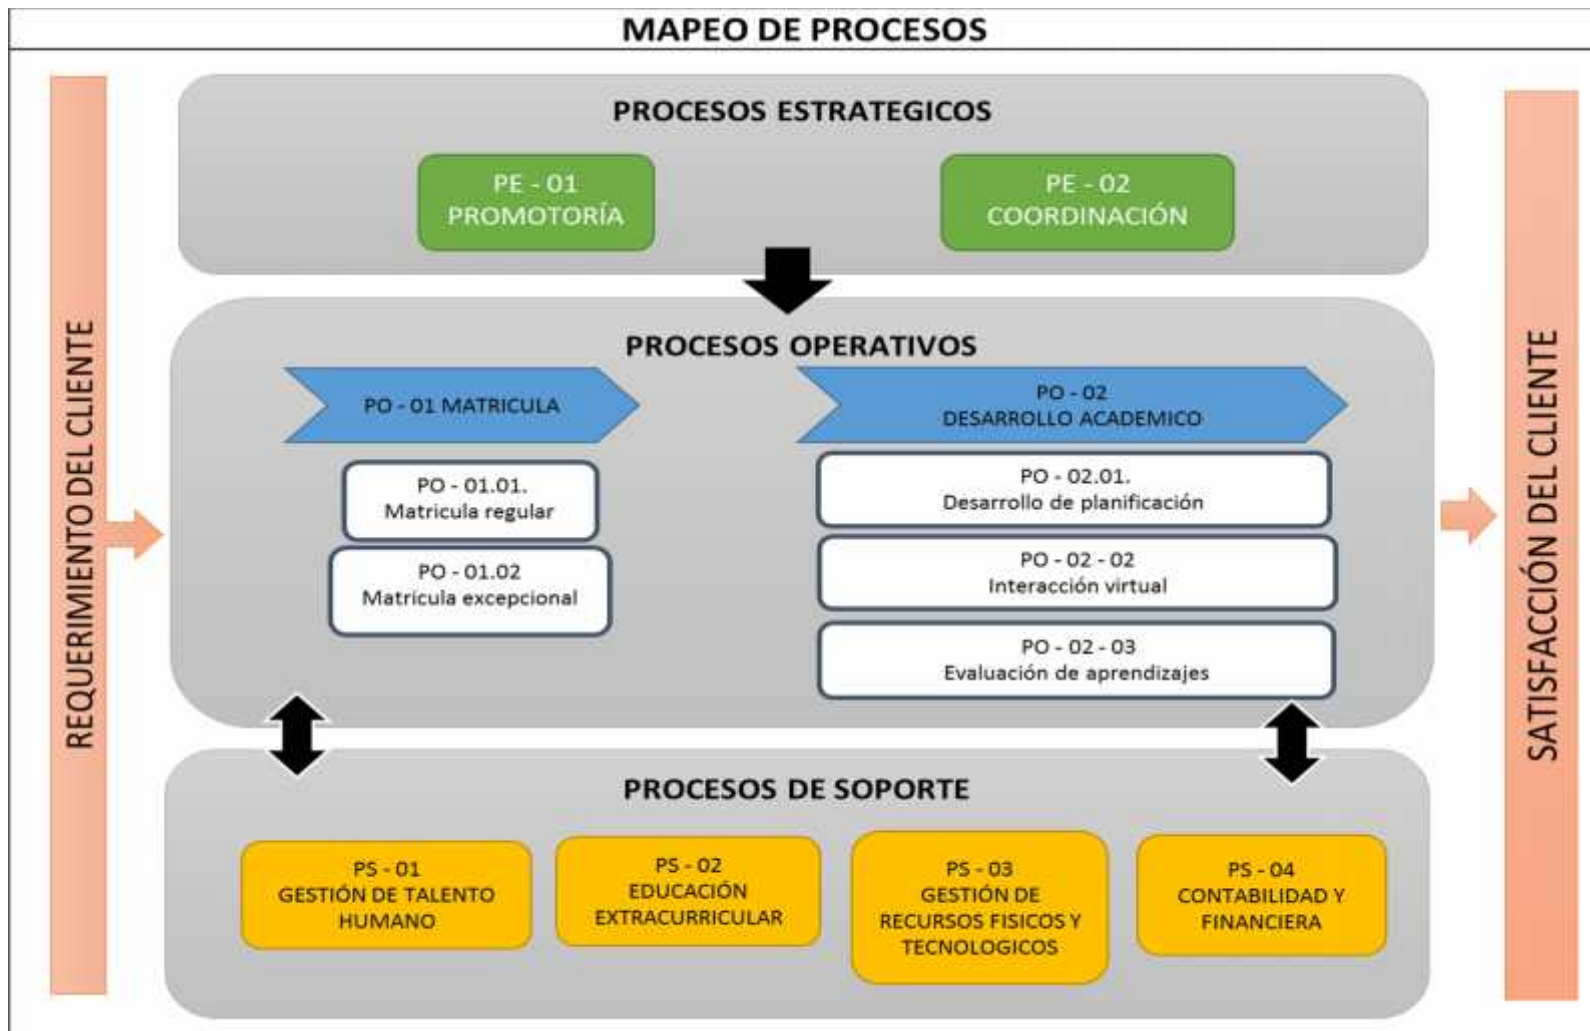 MAPEO DE PROCESOS
REQUERIMIENTO DEL CLIENTE
PROCESOS ESTRATEGICOS
PE - 01
PROMOTORÍA
PE - 02
COORDINACIÓN
PROCESOS OPERATIVOS
PO - 01 MATRICULA
PO - 01.01.
Matricula regular
PO - 01.02
Matricula excepcional
PO - 02
DESARROLLO ACADEMICO
PO - 02.01.
Desarrollo de planificación
PO - 02 - 02
Interacción virtual
PO - 02 - 03
Evaluación de aprendizajes
PROCESOS DE SOPORTE
PS - 01
GESTIÓN DE TALENTO
HUMANO
PS - 02
EDUCACIÓN
EXTRACURRICULAR
PS - 03
GESTIÓN DE
RECURSOS FISICOS Y
TECNOLOGICOS
PS - 04
CONTABILIDAD Y
FINANCIERA
SATISFACCIÓN DEL CLIENTE